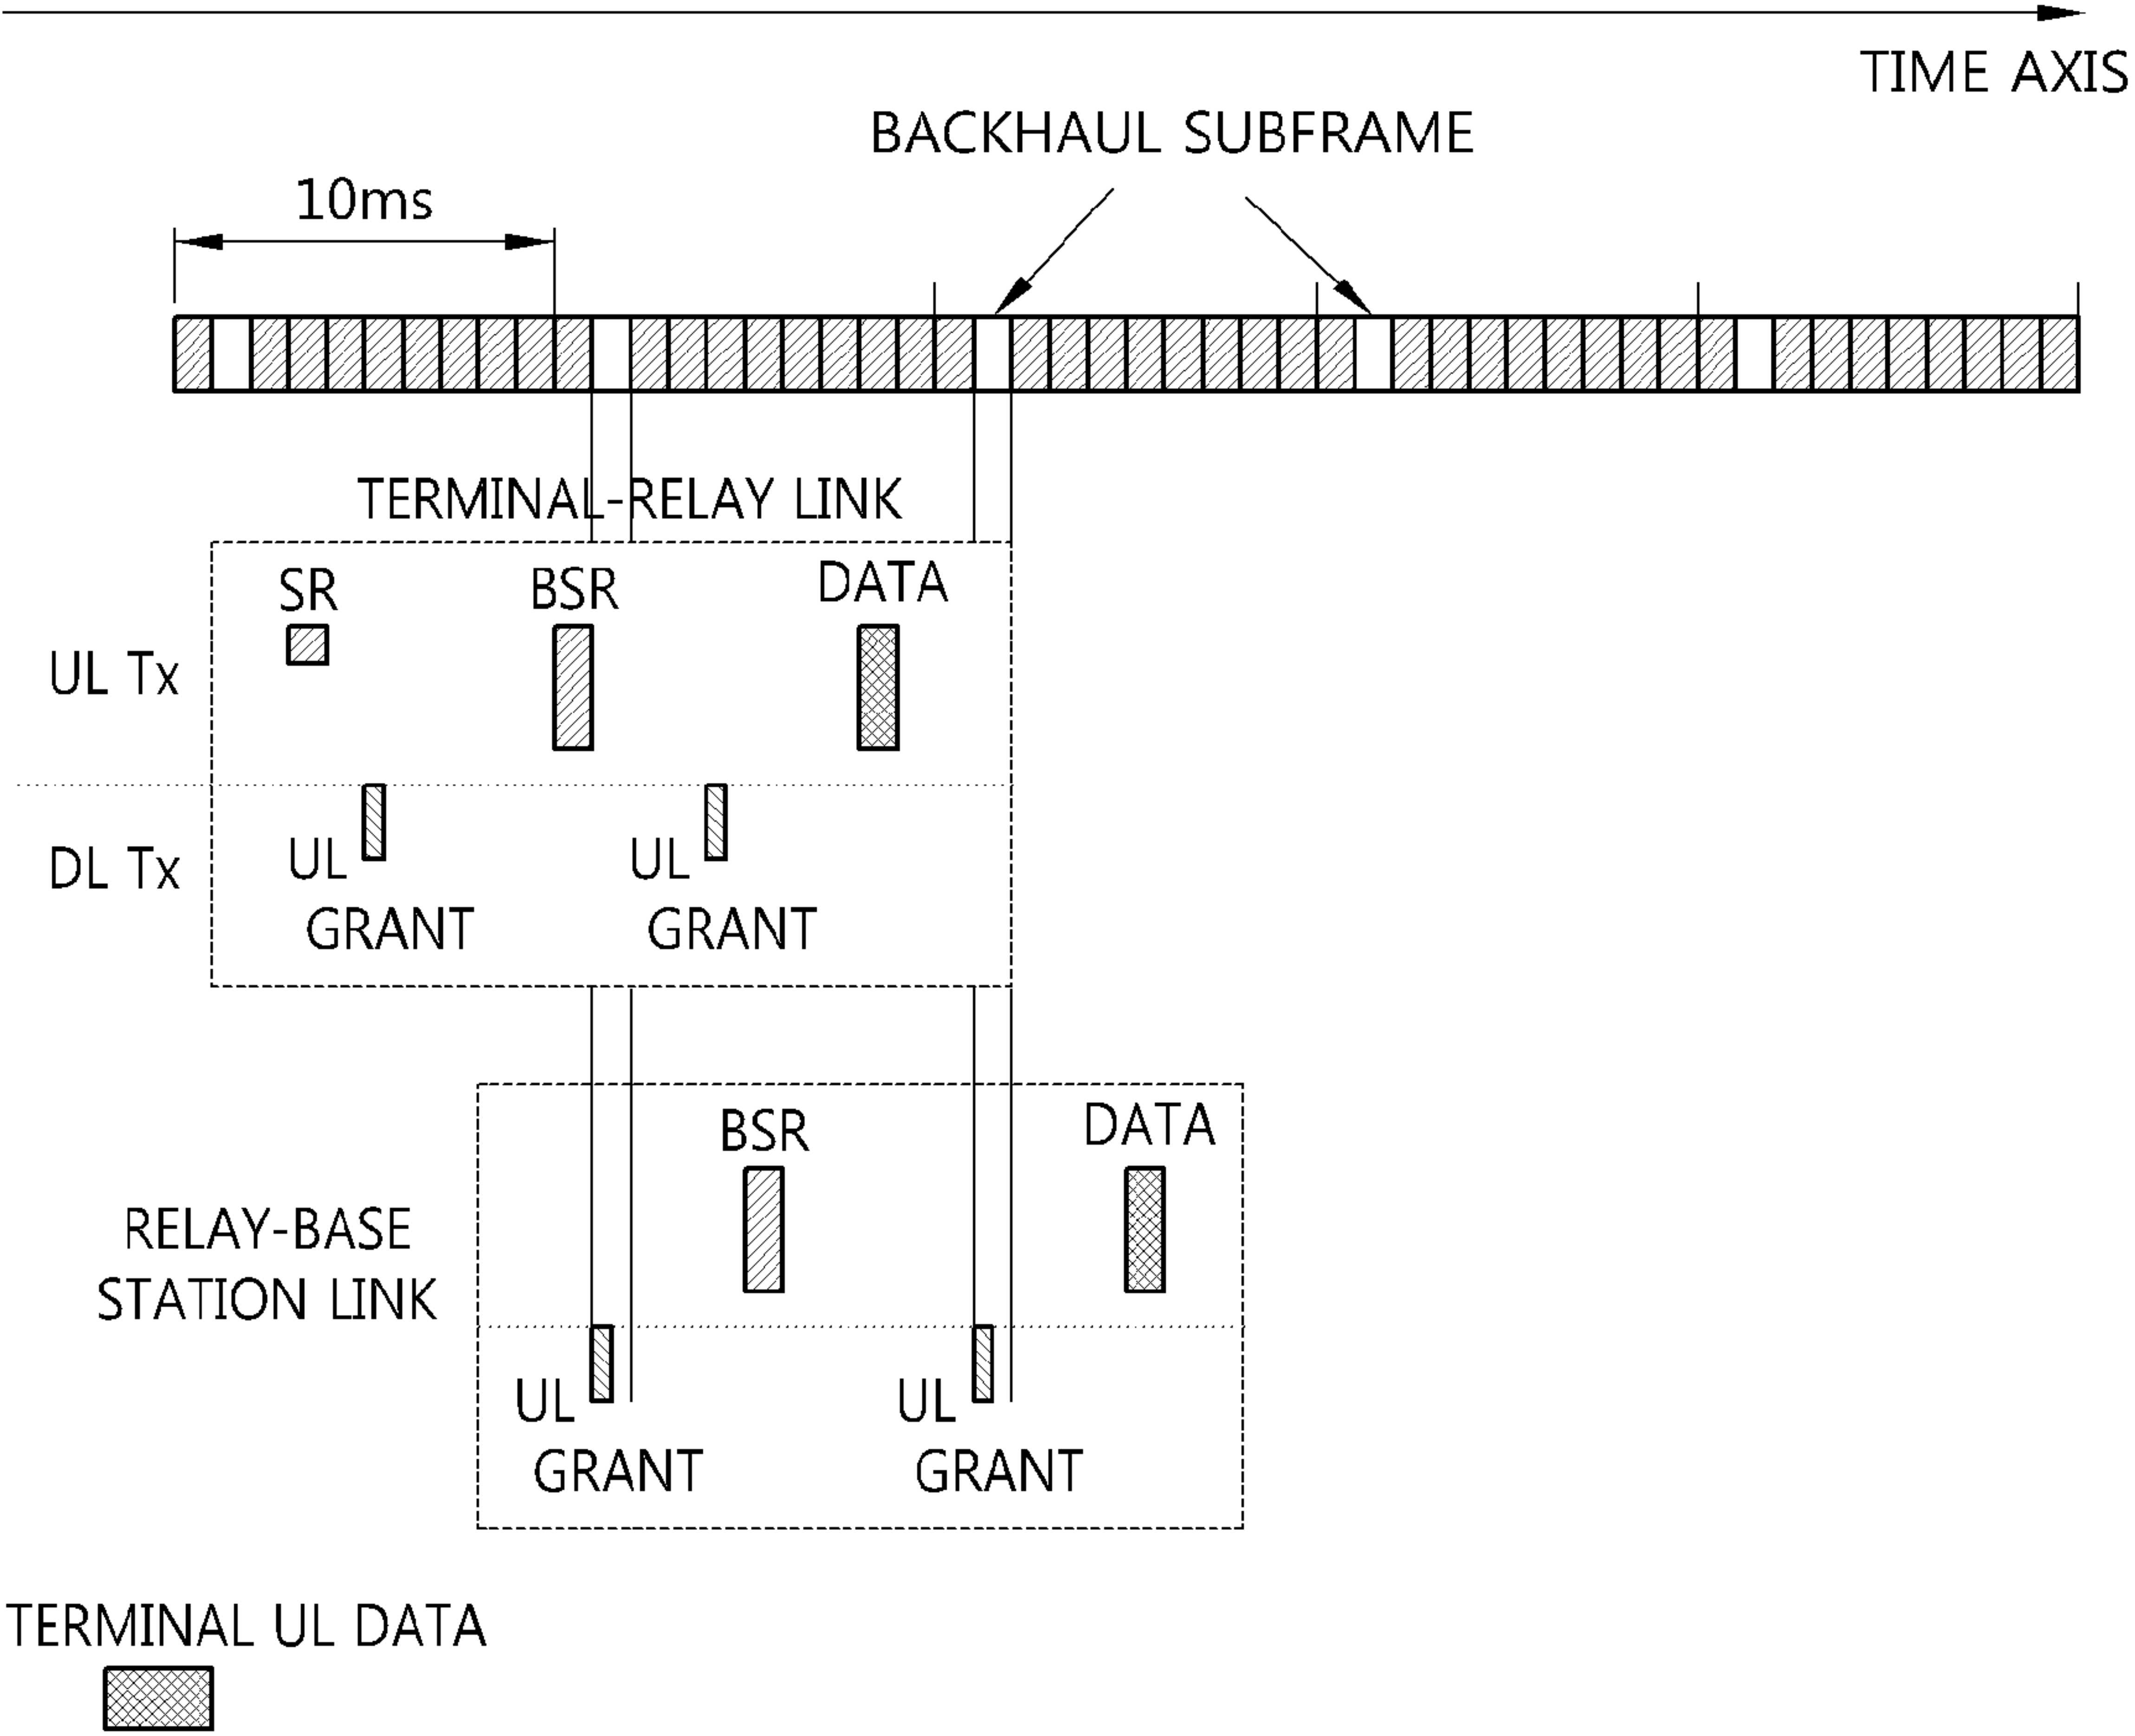 TIME AXIS
BACKHAUL SUBFRAME
10ms
TERMINAL-RELAY LINK
SR
BSR
DATA
UL Tx
DL Tx
UL
GRANT
UL
GRANT
BSR
DATA
RELAY-BASE
STATION LINK
UL
GRANT
UL
GRANT
TERMINAL UL DATA